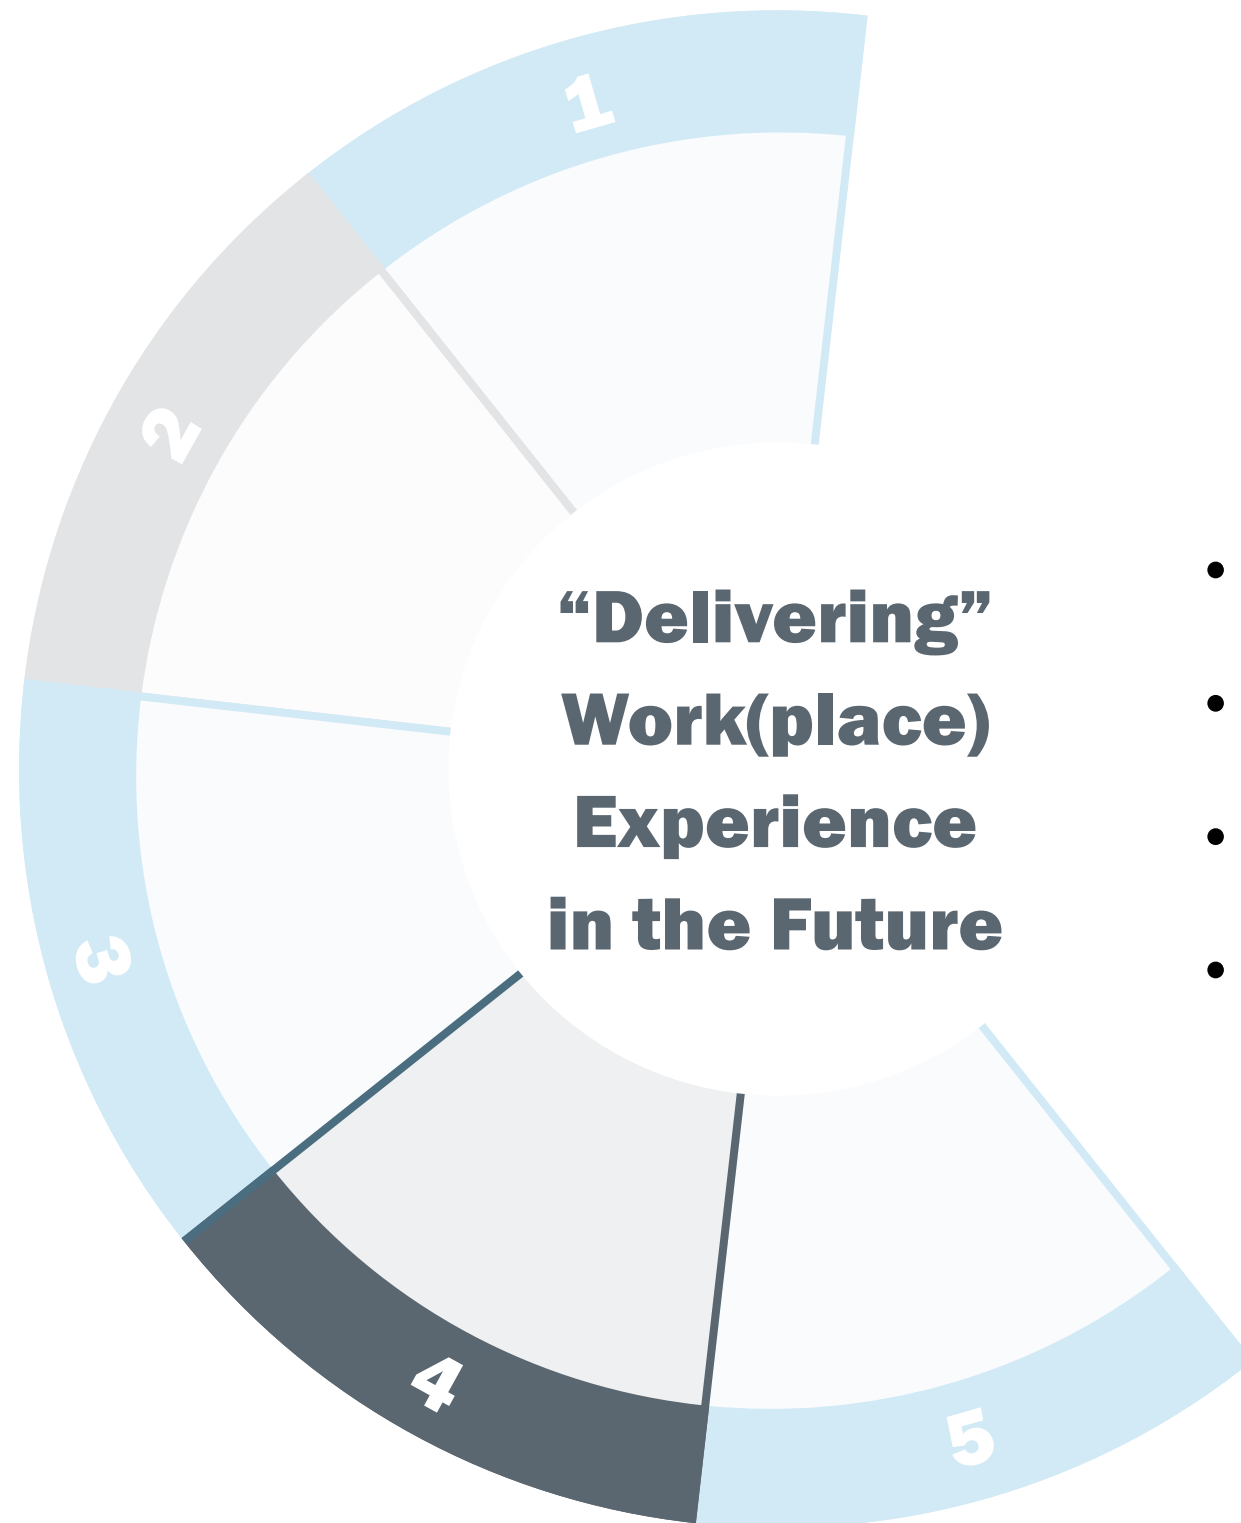 1
2
3
4
5
“Delivering”
Work(place)
Experience
in the Future
•
•
•
•